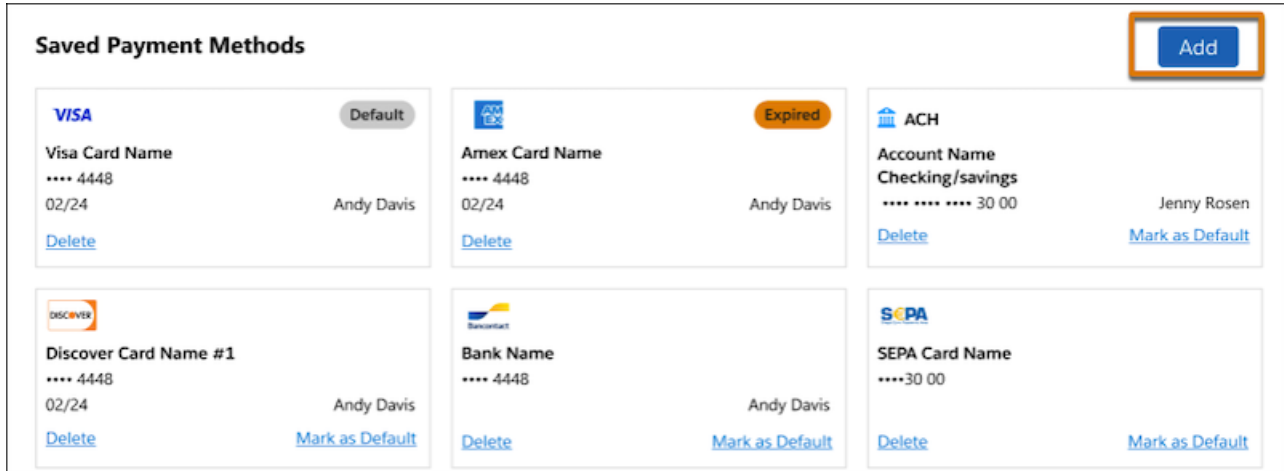 Saved Payment Methods
Add
VISA
Default
Visa Card Name
•••• 4448
02/24 Andy Davis
Delete
AM
EX
Expired
Amex Card Name
•••• 4448
02/24 Andy Davis
Delete
ACH
Account Name
Checking/savings
•••• •••• •••• 30 00 Jenny Rosen
Delete Mark as Default
DISCOVER
Discover Card Name #1
•••• 4448
02/24 Andy Davis
Delete Mark as Default
Bancontact
Bank Name
•••• 4448
Andy Davis
Delete Mark as Default
S€PA
SEPA Card Name
••••30 00
Delete Mark as Default